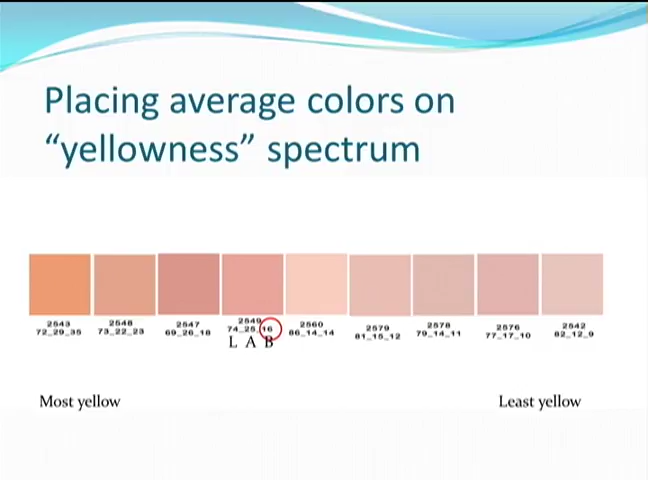 Placing average colors on
“yellowness” spectrum
2543 2548 2547 2549 2560 2579 2578 2576 2542
72_29_35 73_22_23 69_26_18 74_28_16 86_14_14 81_15_12 79_14_11 77_17_10 82_12_9
L A B
Most yellow Least yellow